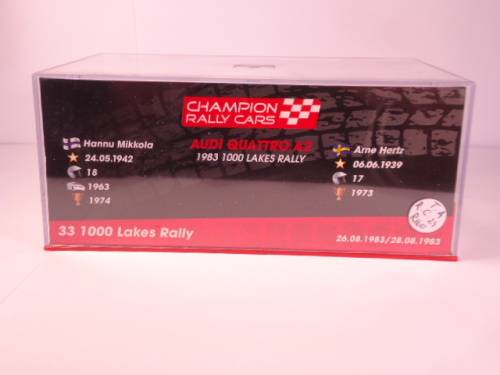 CHAMPION
RALLY CARS
AUDI QUATTRO A2
1983 1000 LAKES RALLY
Hannu Mikkola
24.05.1942
18
1963
1974
Arne Hertz
06.06.1939
17
1973
33 1000 Lakes Rally
26.08.1983/28.08.1983